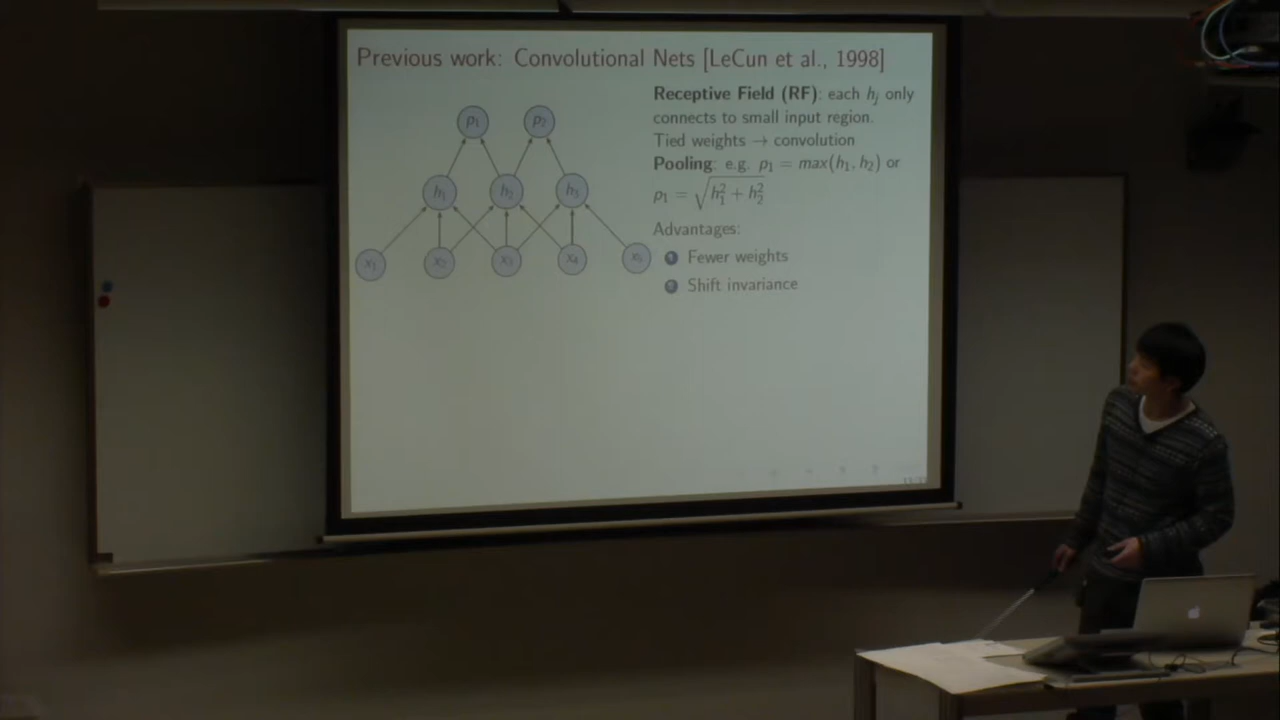 Previous work: Convolutional Nets [LeCun et al., 1998]
p₁ p₂
h₁ h₂ h₃
x₁ x₂ x₃ x₄ x₅
Receptive Field (RF): each hⱼ only
connects to small input region.
Tied weights → convolution
Pooling: e.g. p₁ = max(h₁, h₂) or
p₁ = √(h₁² + h₂²)
Advantages:
1 Fewer weights
2 Shift invariance